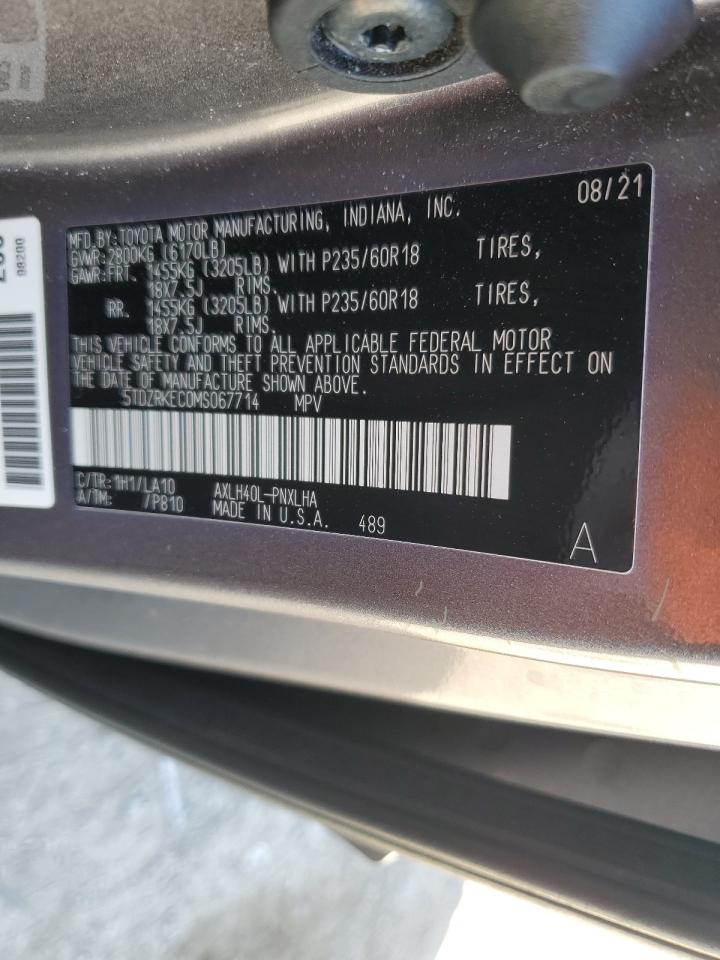 08/21
MFD.BY:TOYOTA MOTOR MANUFACTURING, INDIANA, INC.
GVWR:2800KG (6170LB)
GAWR:FRT. 1455KG (3205LB) WITH P235/60R18 TIRES,
18X7.5J RIMS.
RR. 1455KG (3205LB) WITH P235/60R18 TIRES,
18X7.5J RIMS.
THIS VEHICLE CONFORMS TO ALL APPLICABLE FEDERAL MOTOR
VEHICLE SAFETY AND THEFT PREVENTION STANDARDS IN EFFECT ON
THE DATE OF MANUFACTURE SHOWN ABOVE.
5TDZRKEC0MS067714 MPV
C/TR:1H1/LA10 AXLH40L-PNXLHA
A/TM: /P810 MADE IN U.S.A. 489
A
08200